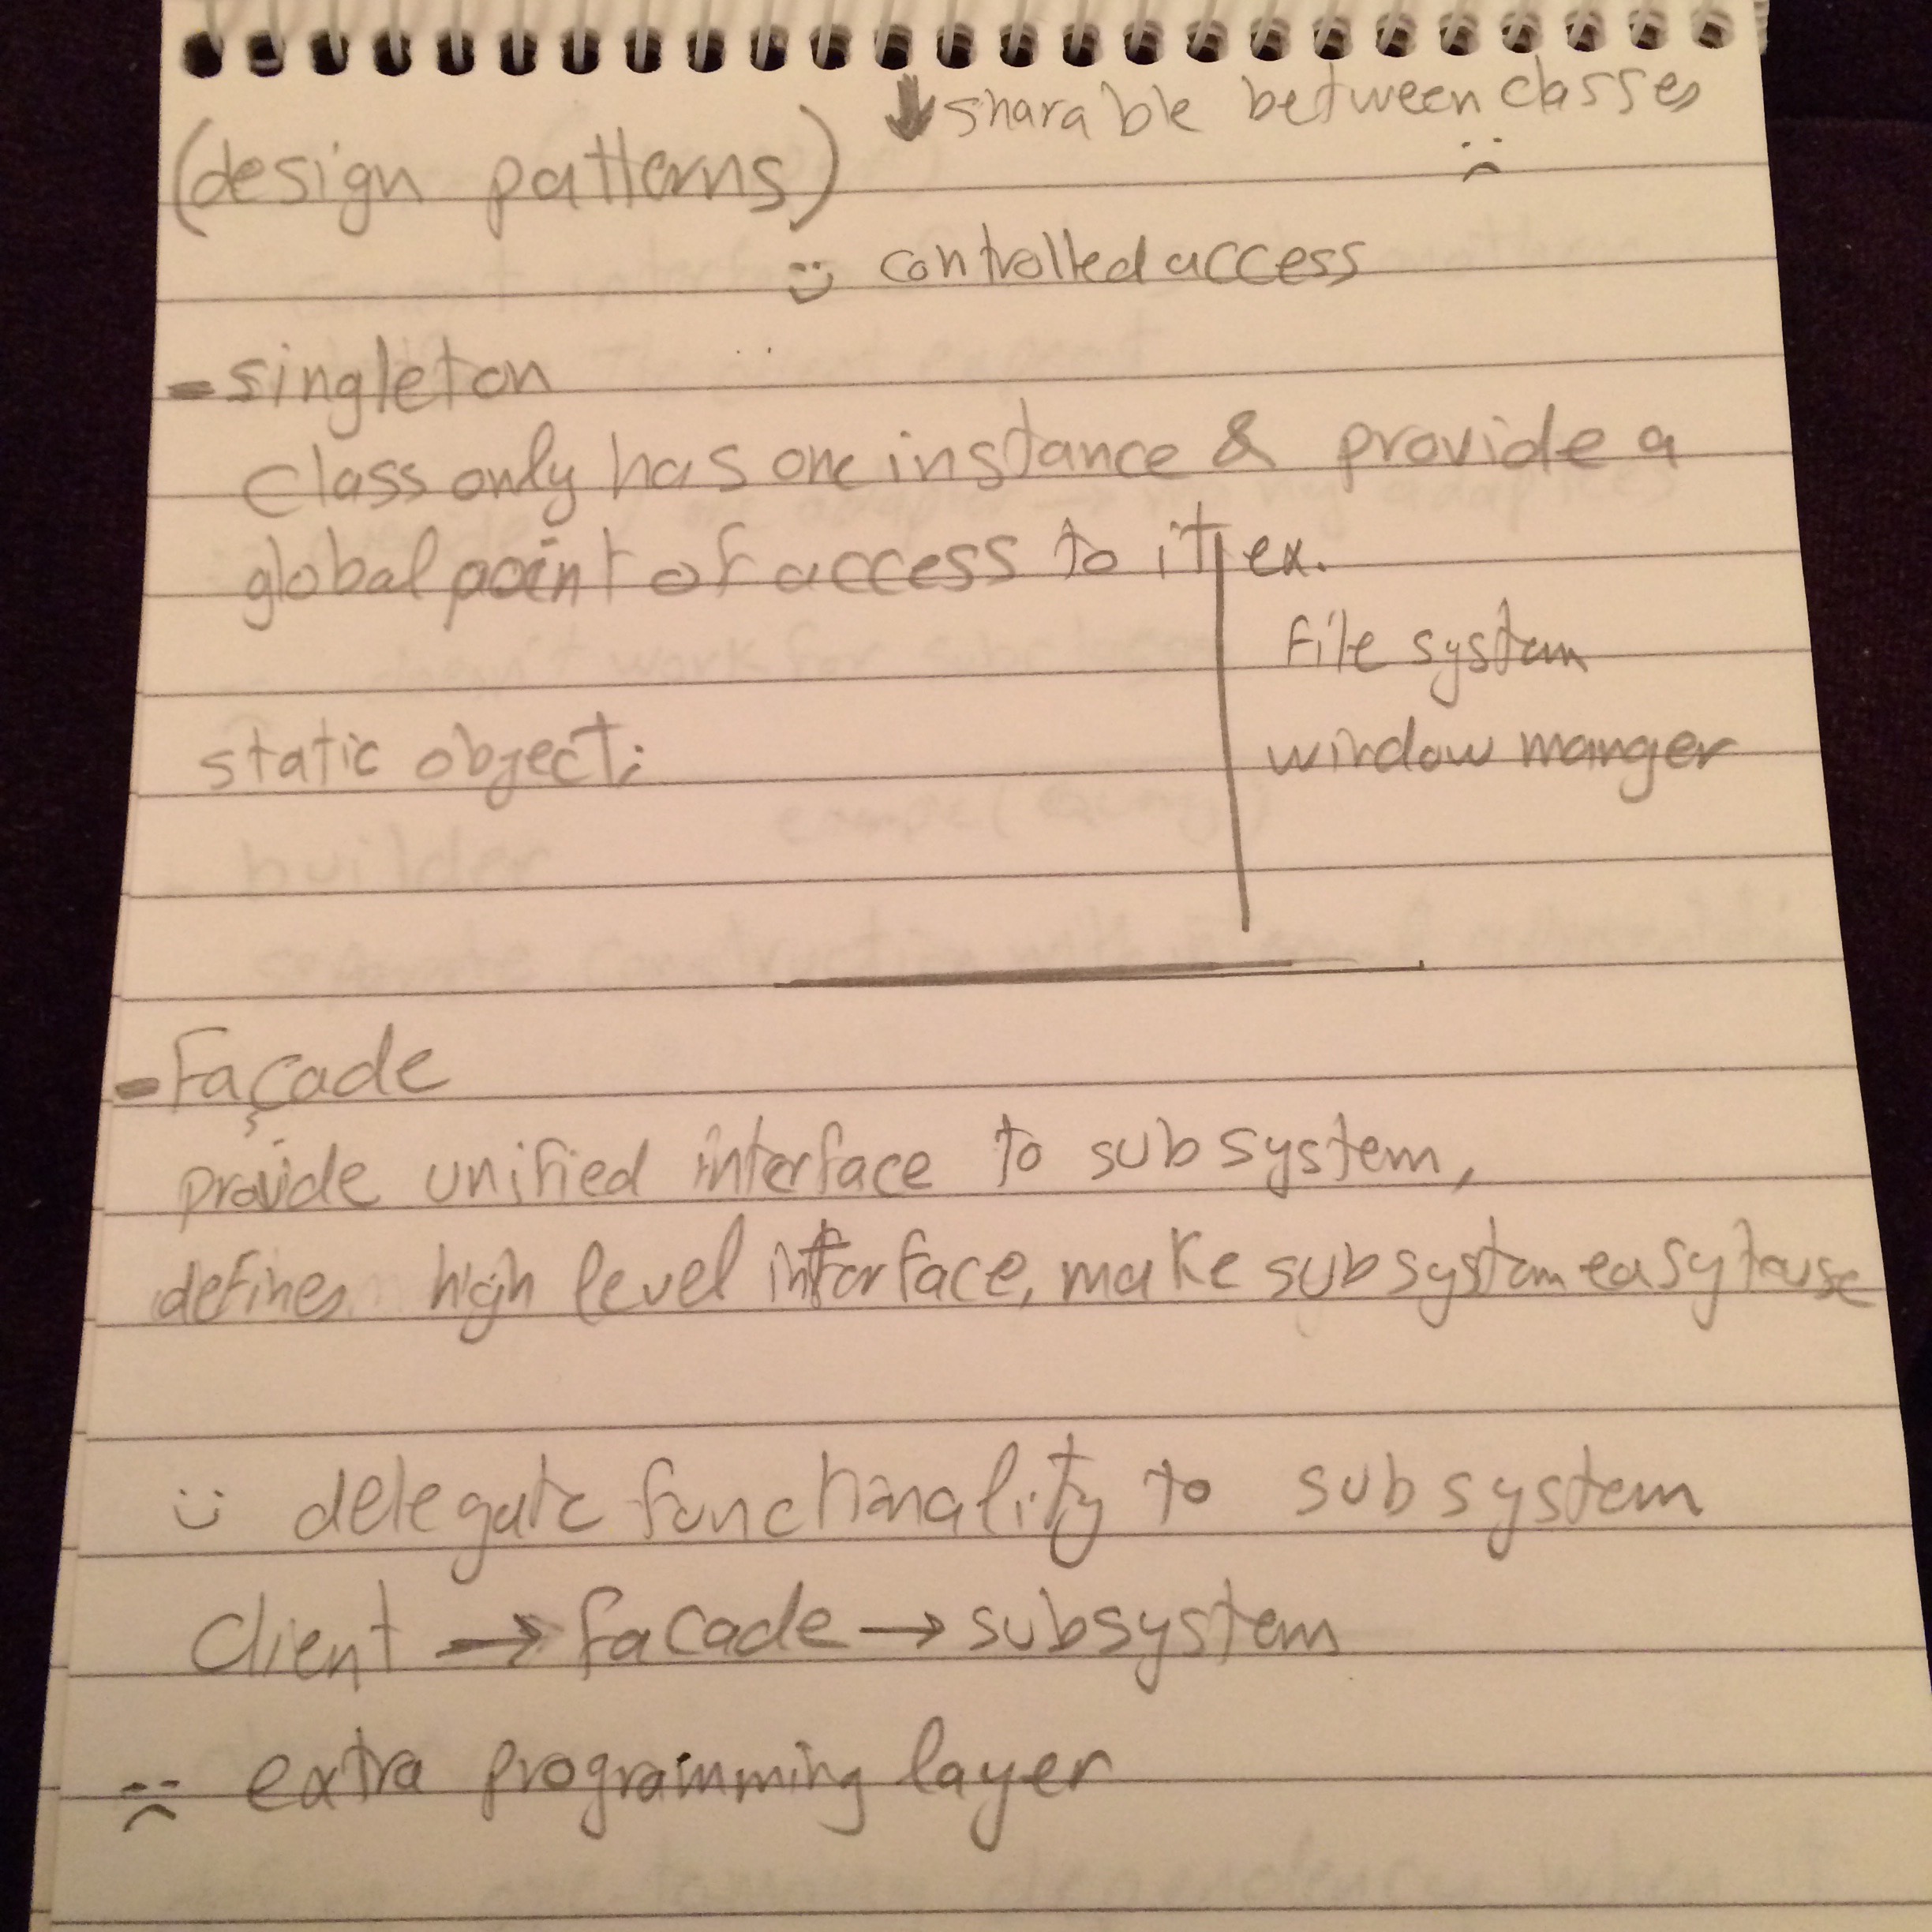 ↓ sharable between classes
(design patterns)
:( 
:) controlled access
- singleton
class only has one instance & provide a
global point of access to it | ex.
file system
static object; window manger
- Façade
provide unified interface to subsystem,
defines high level interface, make subsystem easy to use
:) delegate functionality to subsystem
Client → facade → subsystem
:( extra programming layer
builder